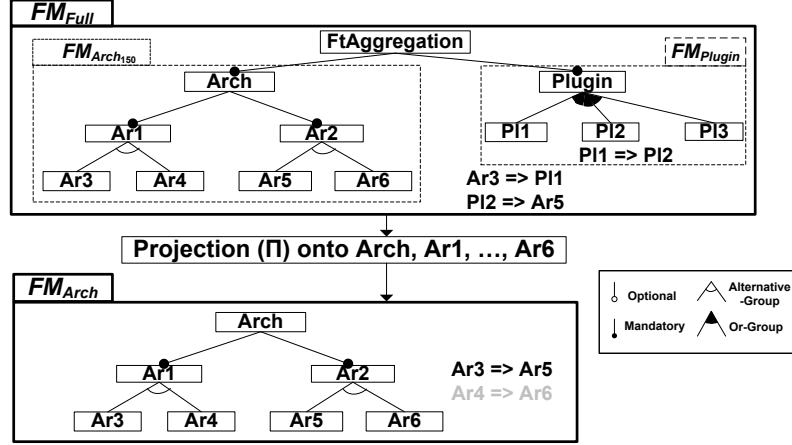 FM_Full
FtAggregation
FM_Arch150
FM_Plugin
Arch
Plugin
Ar1
Ar2
Pl1
Pl2
Pl3
Pl1 => Pl2
Ar3
Ar4
Ar5
Ar6
Ar3 => Pl1
Pl2 => Ar5
Projection (Π) onto Arch, Ar1, …, Ar6
FM_Arch
Arch
Ar1
Ar2
Ar3 => Ar5
Ar4 => Ar6
Ar3
Ar4
Ar5
Ar6
Optional
Alternative
-Group
Mandatory
Or-Group